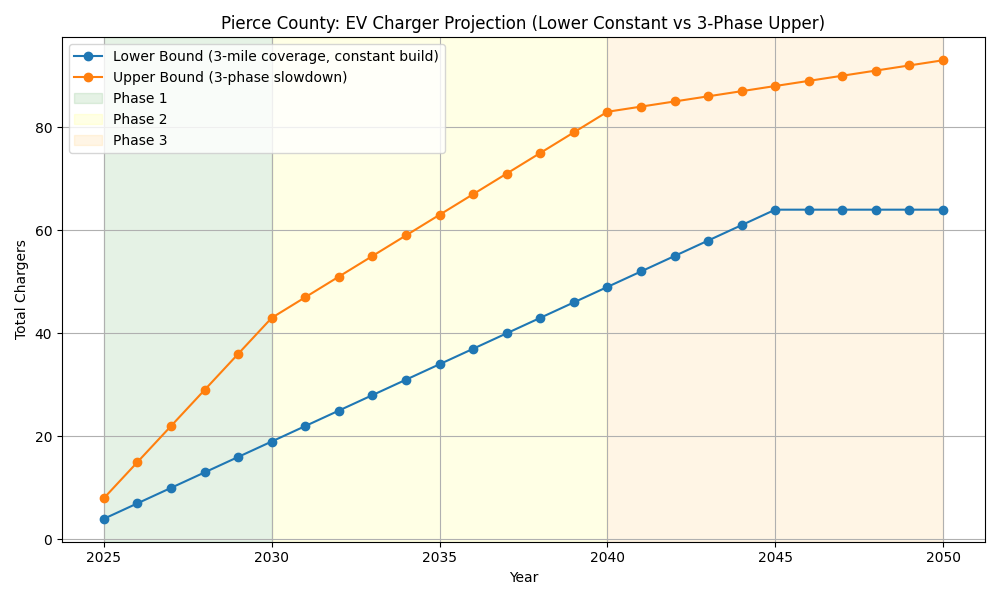 Pierce County: EV Charger Projection (Lower Constant vs 3-Phase Upper)
Lower Bound (3-mile coverage, constant build)
Upper Bound (3-phase slowdown)
Phase 1
Phase 2
Phase 3
Total Chargers
80
60
40
20
0
2025 2030 2035 2040 2045 2050
Year